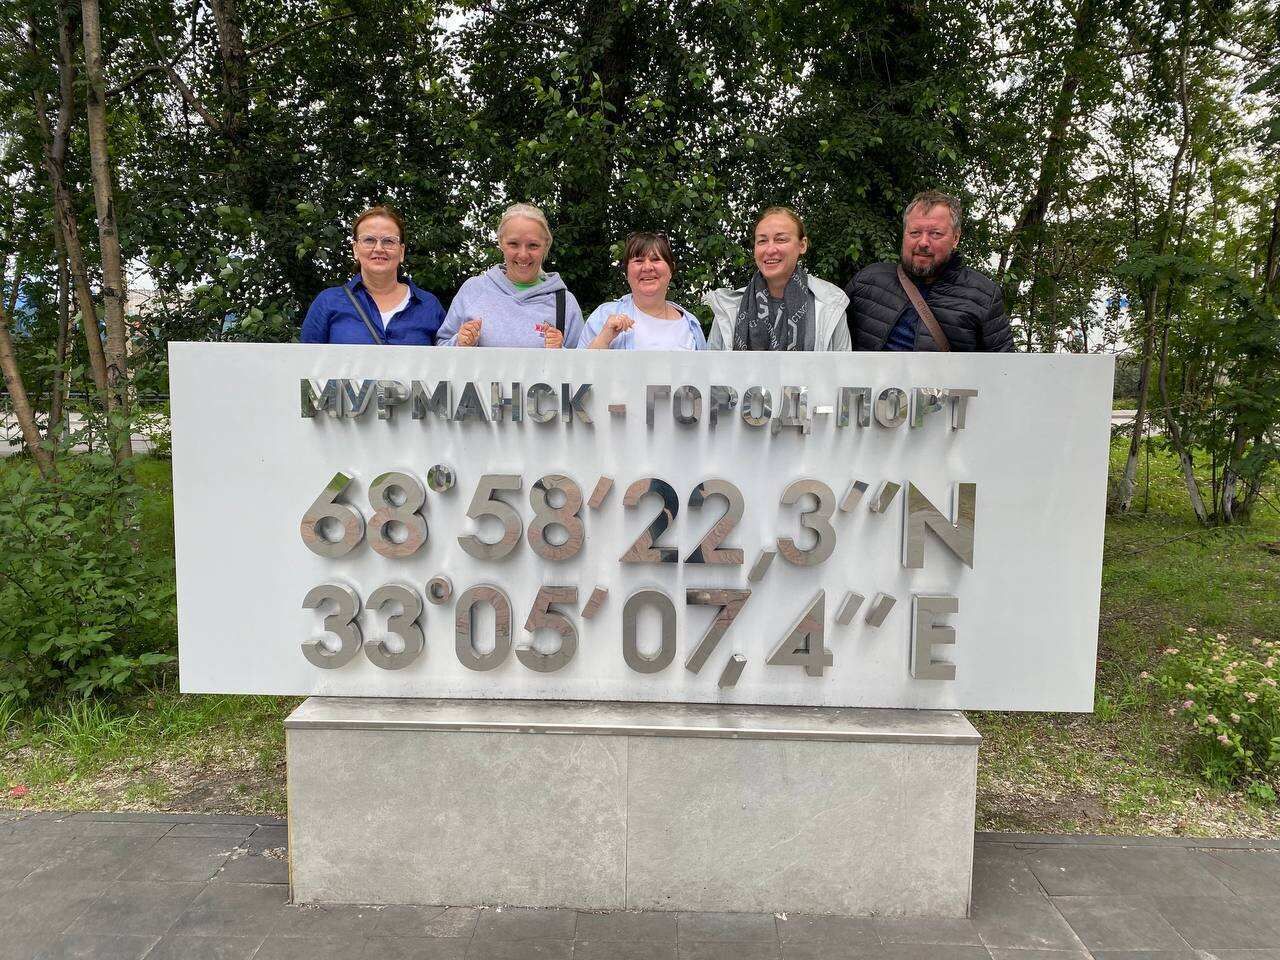 МУРМАНСК - ГОРОД-ПОРТ
68°58′22,3″N
33°05′07,4″E